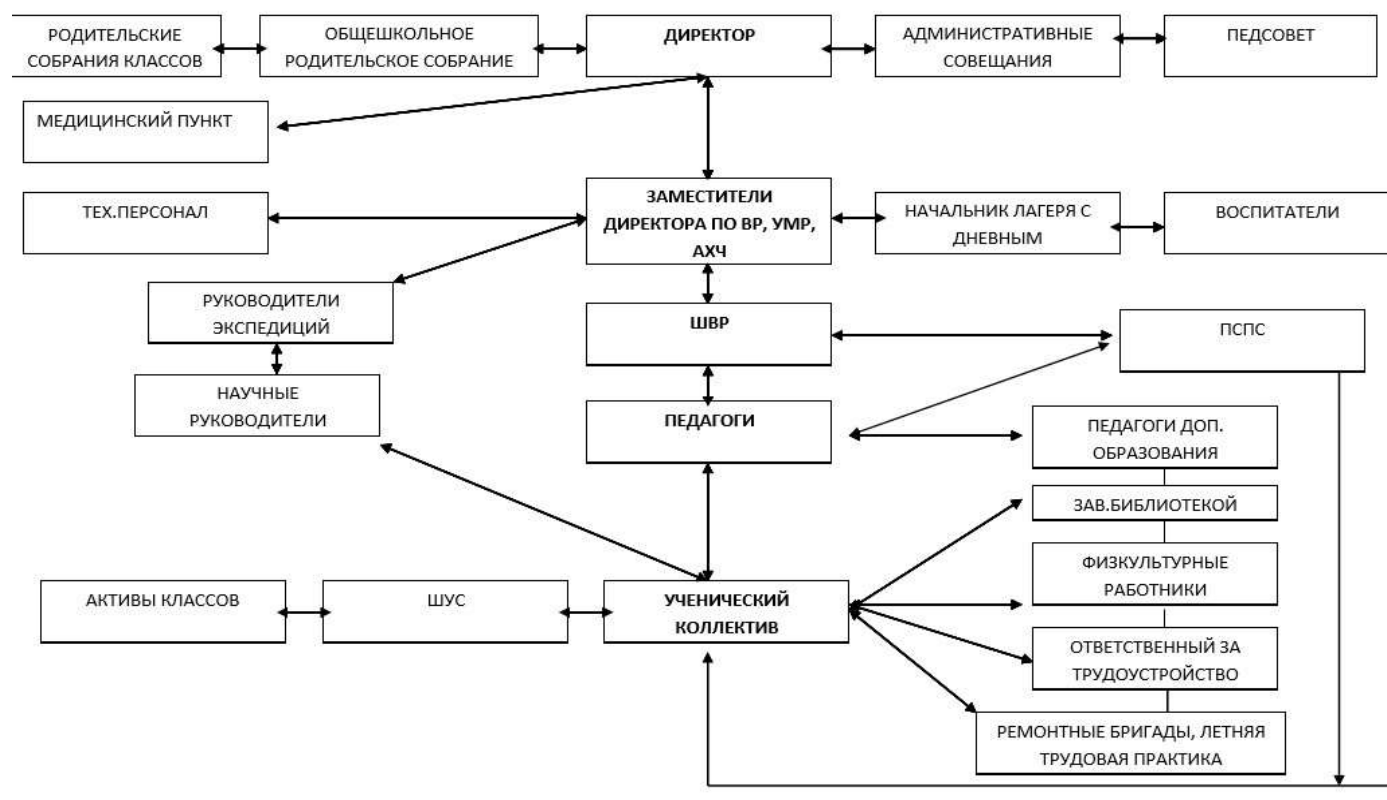 РОДИТЕЛЬСКИЕ
СОБРАНИЯ КЛАССОВ
ОБЩЕШКОЛЬНОЕ
РОДИТЕЛЬСКОЕ СОБРАНИЕ
ДИРЕКТОР
АДМИНИСТРАТИВНЫЕ
СОВЕЩАНИЯ
ПЕДСОВЕТ
МЕДИЦИНСКИЙ ПУНКТ
ТЕХ.ПЕРСОНАЛ
ЗАМЕСТИТЕЛИ
ДИРЕКТОРА ПО ВР, УМР,
АХЧ
НАЧАЛЬНИК ЛАГЕРЯ С
ДНЕВНЫМ
ВОСПИТАТЕЛИ
РУКОВОДИТЕЛИ
ЭКСПЕДИЦИЙ
ШВР
ПСПС
НАУЧНЫЕ
РУКОВОДИТЕЛИ
ПЕДАГОГИ
ПЕДАГОГИ ДОП.
ОБРАЗОВАНИЯ
ЗАВ.БИБЛИОТЕКОЙ
ФИЗКУЛЬТУРНЫЕ
РАБОТНИКИ
АКТИВЫ КЛАССОВ
ШУС
УЧЕНИЧЕСКИЙ
КОЛЛЕКТИВ
ОТВЕТСТВЕННЫЙ ЗА
ТРУДОУСТРОЙСТВО
РЕМОНТНЫЕ БРИГАДЫ, ЛЕТНЯЯ
ТРУДОВАЯ ПРАКТИКА